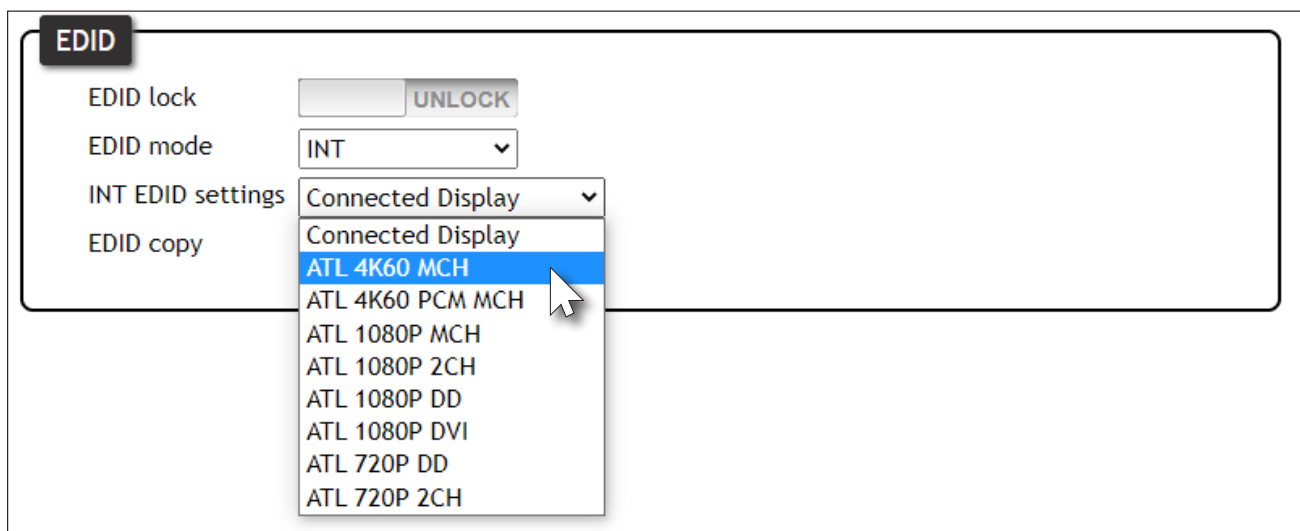 EDID
EDID lock UNLOCK
EDID mode INT
INT EDID settings Connected Display
EDID copy
Connected Display
ATL 4K60 MCH
ATL 4K60 PCM MCH
ATL 1080P MCH
ATL 1080P 2CH
ATL 1080P DD
ATL 1080P DVI
ATL 720P DD
ATL 720P 2CH